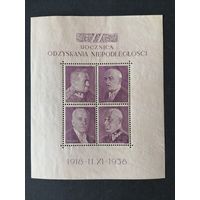 ROCZNICA
ODZYSKANIA NIEPODLEGŁOŚCI
1918-11.XI-1938